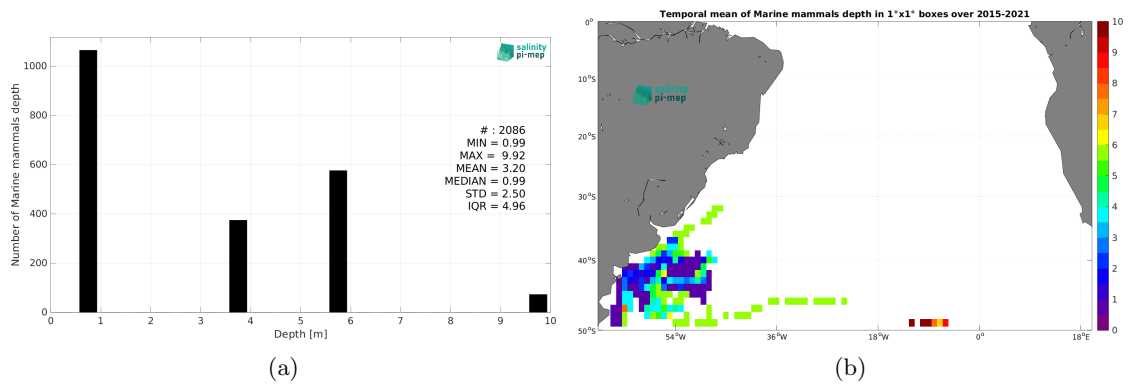 Number of Marine mammals depth
1000
800
600
400
200
0
0 1 2 3 4 5 6 7 8 9 10
Depth [m]
salinity
pi-mep
# : 2086
MIN = 0.99
MAX = 9.92
MEAN = 3.20
MEDIAN = 0.99
STD = 2.50
IQR = 4.96
(a)
Temporal mean of Marine mammals depth in 1°x1° boxes over 2015-2021
0°
10°S
20°S
30°S
40°S
50°S
54°W 36°W 18°W 0° 18°E
salinity
pi-mep
10
9
8
7
6
5
4
3
2
1
0
(b)